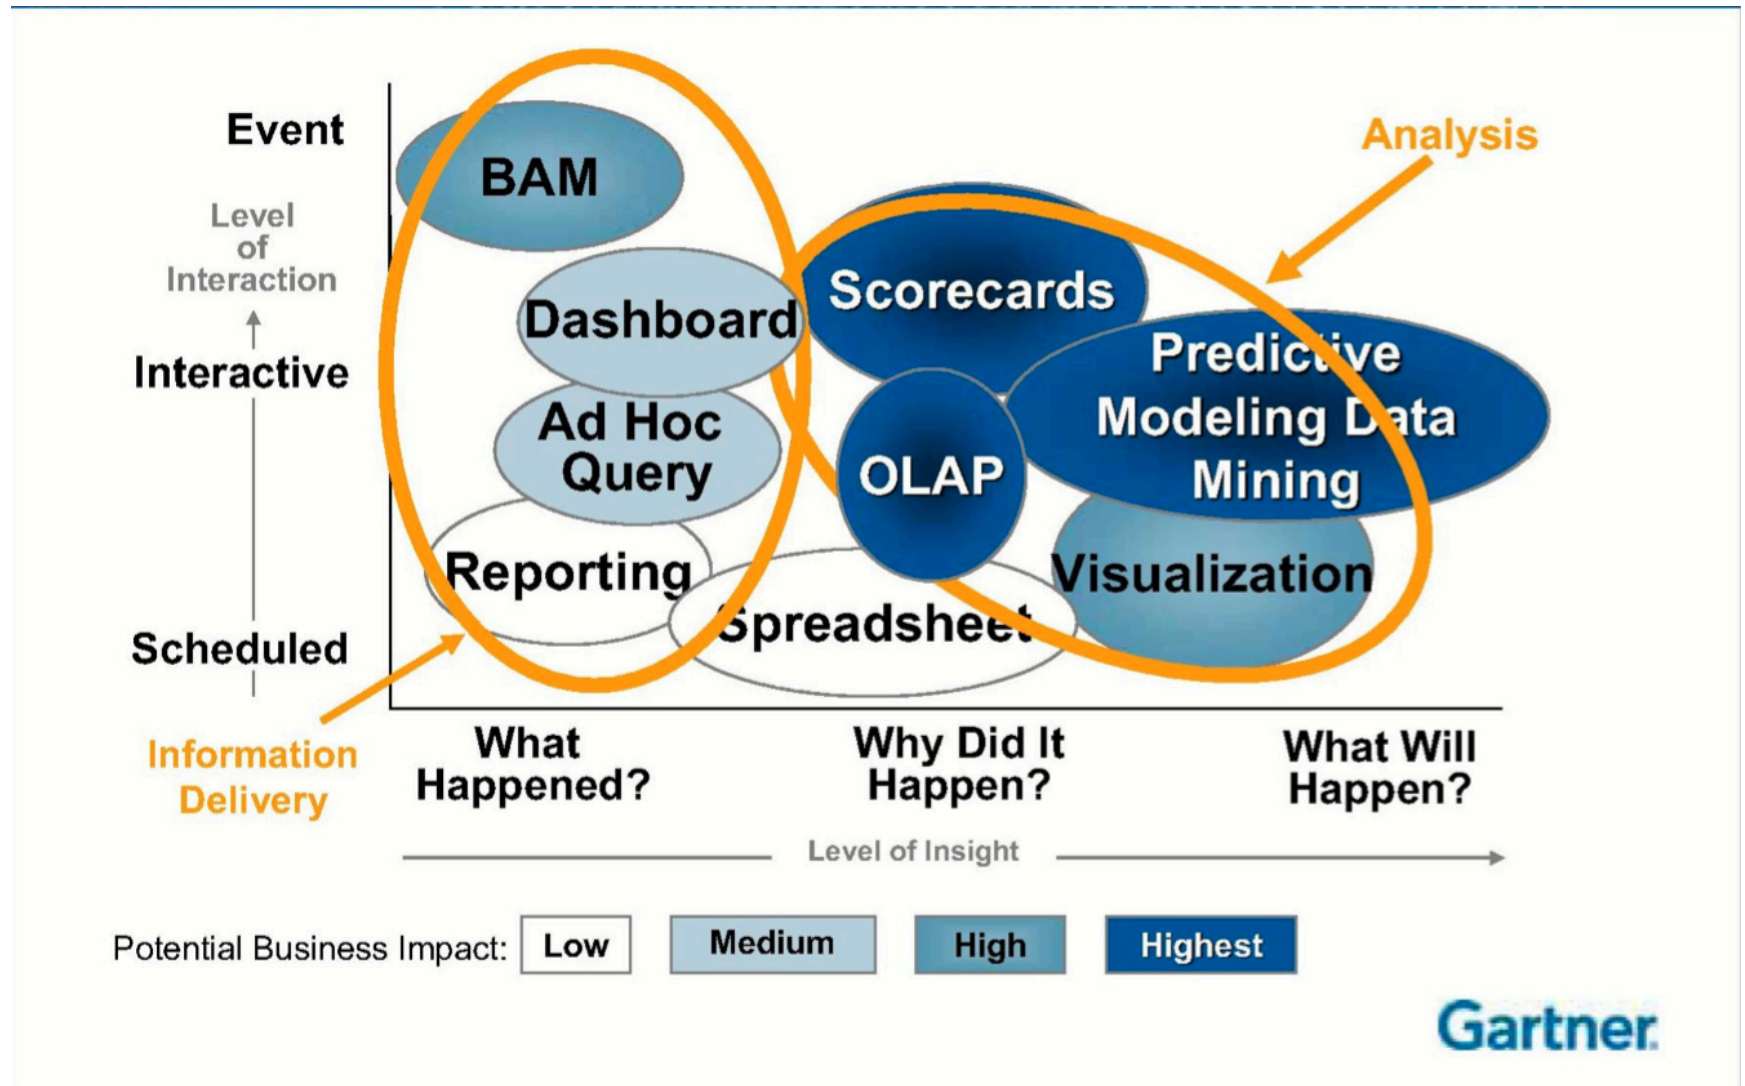 Event
Level
of
Interaction
Interactive
Scheduled
Information
Delivery
BAM
Dashboard
Ad Hoc
Query
Reporting
Spreadsheet
Scorecards
OLAP
Predictive
Modeling Data
Mining
Visualization
Analysis
What
Happened?
Why Did It
Happen?
What Will
Happen?
Level of Insight
Potential Business Impact:
Low
Medium
High
Highest
Gartner.